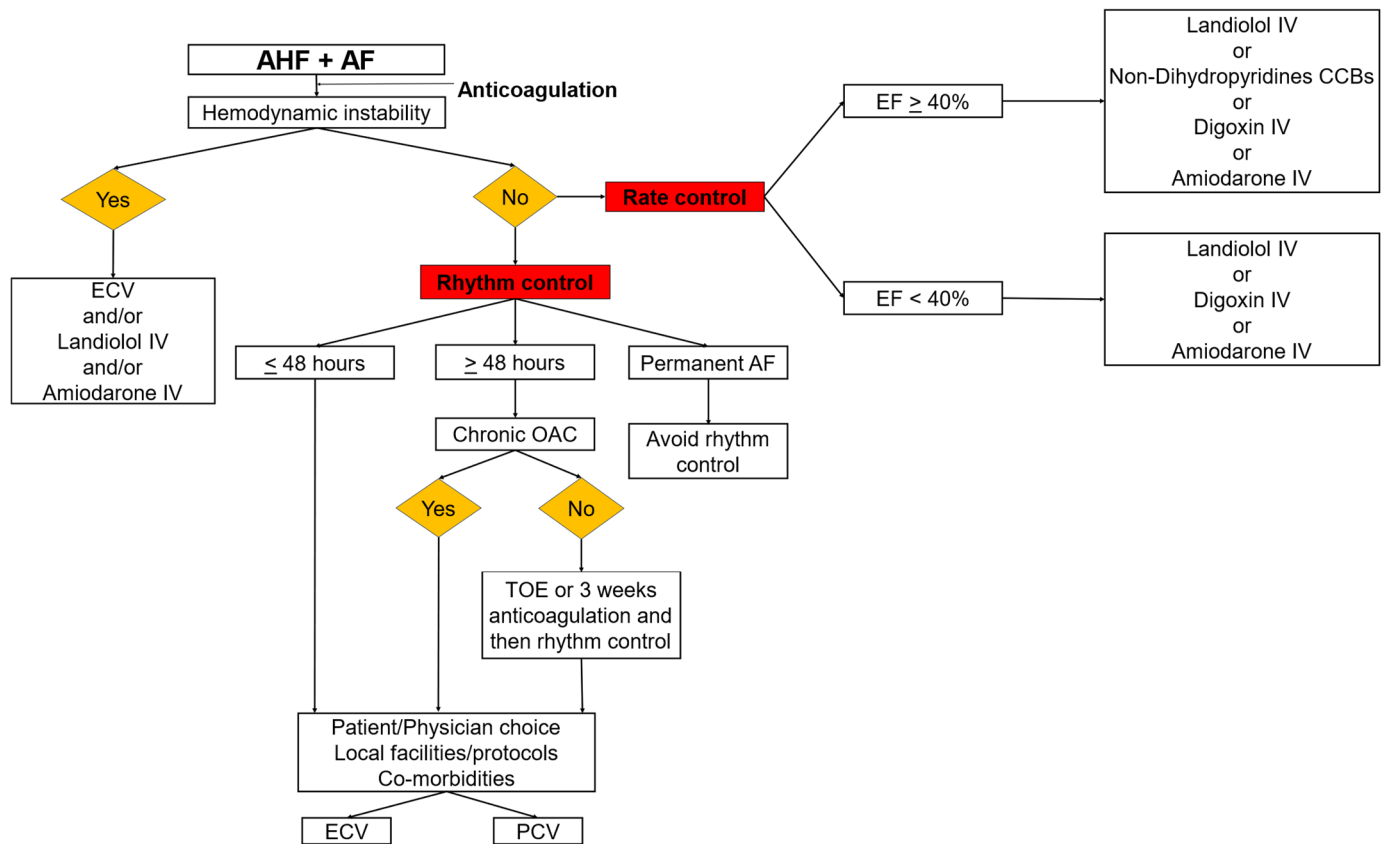 AHF + AF
Anticoagulation
Hemodynamic instability
Yes
No
ECV
and/or
Landiolol IV
and/or
Amiodarone IV
Rate control
EF ≥ 40%
Landiolol IV
or
Non-Dihydropyridines CCBs
or
Digoxin IV
or
Amiodarone IV
EF < 40%
Landiolol IV
or
Digoxin IV
or
Amiodarone IV
Rhythm control
≤ 48 hours
≥ 48 hours
Permanent AF
Chronic OAC
Avoid rhythm
control
Yes
No
TOE or 3 weeks
anticoagulation and
then rhythm control
Patient/Physician choice
Local facilities/protocols
Co-morbidities
ECV
PCV